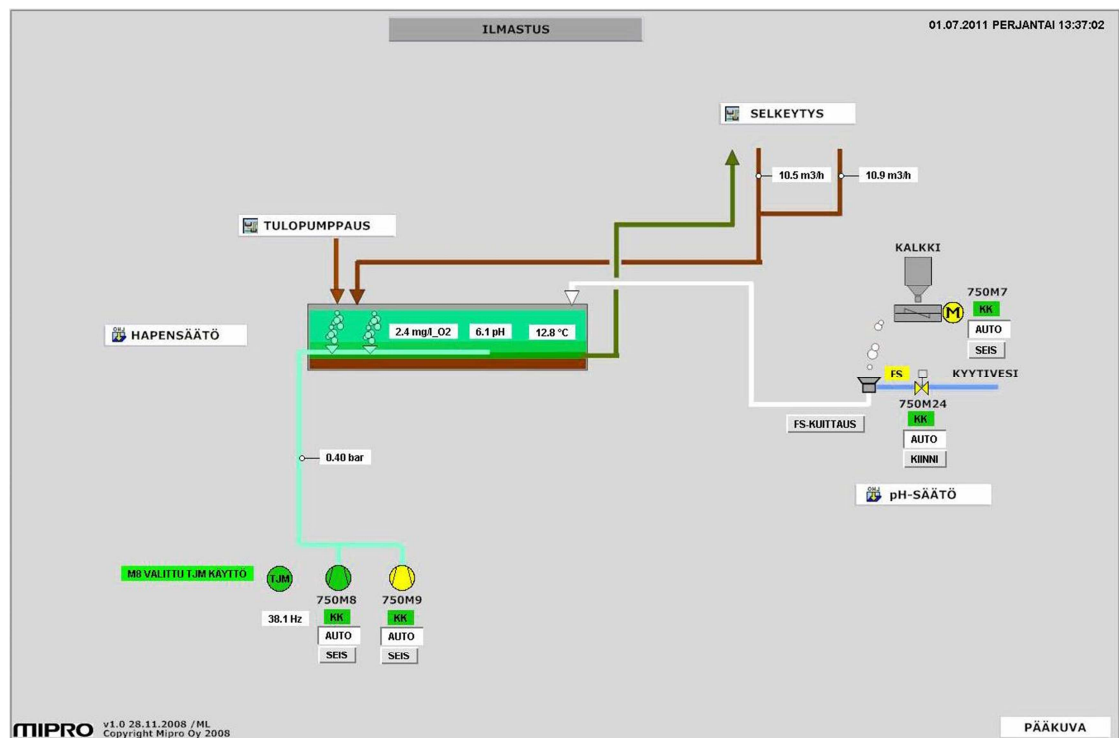 ILMASTUS
01.07.2011 PERJANTAI 13:37:02
SELKEYTYS
10.5 m3/h
10.9 m3/h
TULOPUMPPAUS
KALKKI
750M7
KK
AUTO
SEIS
M
HAPENSÄÄTÖ
2.4 mg/l_O2
6.1 pH
12.8 °C
FS
KYYTIVESI
750M24
KK
AUTO
KIINNI
FS-KUITTAUS
pH-SÄÄTÖ
0.40 bar
M8 VALITTU TJM KÄYTTÖ
TJM
38.1 Hz
750M8
KK
AUTO
SEIS
750M9
KK
AUTO
SEIS
MIPRO
v1.0 28.11.2008 /ML
Copyright Mipro Oy 2008
PÄÄKUVA